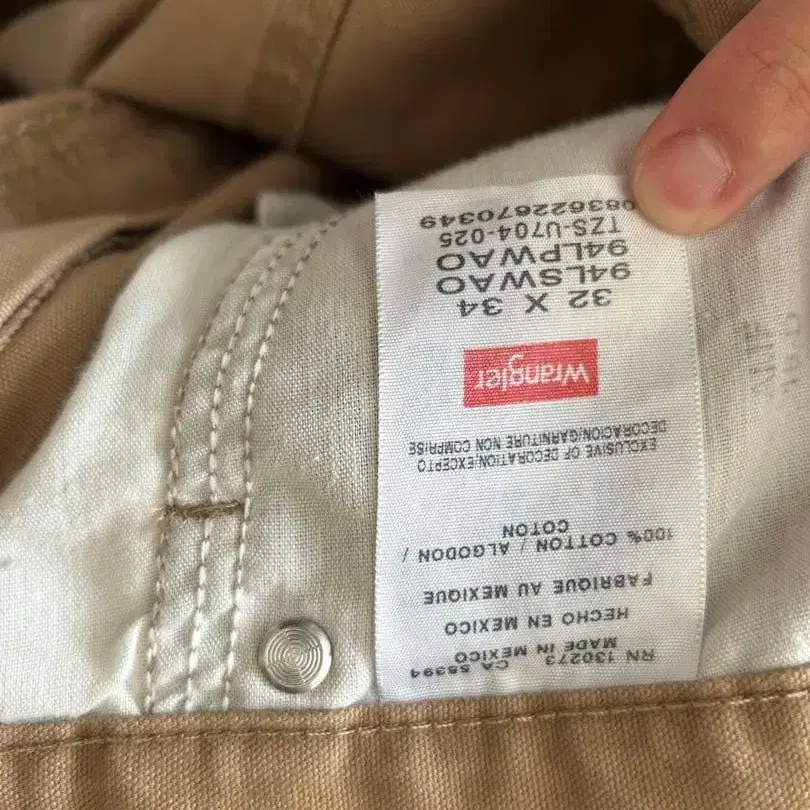 RN 130273 CA 56394
MADE IN MEXICO
HECHO EN MEXICO
FABRIQUE AU MEXIQUE
100% COTTON / ALGODON /
COTON
EXCLUSIVE OF DECORATION;EXCEPTO
DECORACION;GARNITURE NON COMPRISE
Wrangler
32 X 34
94LSWAO
94LPWAO
TZS-U704-025
083622670349